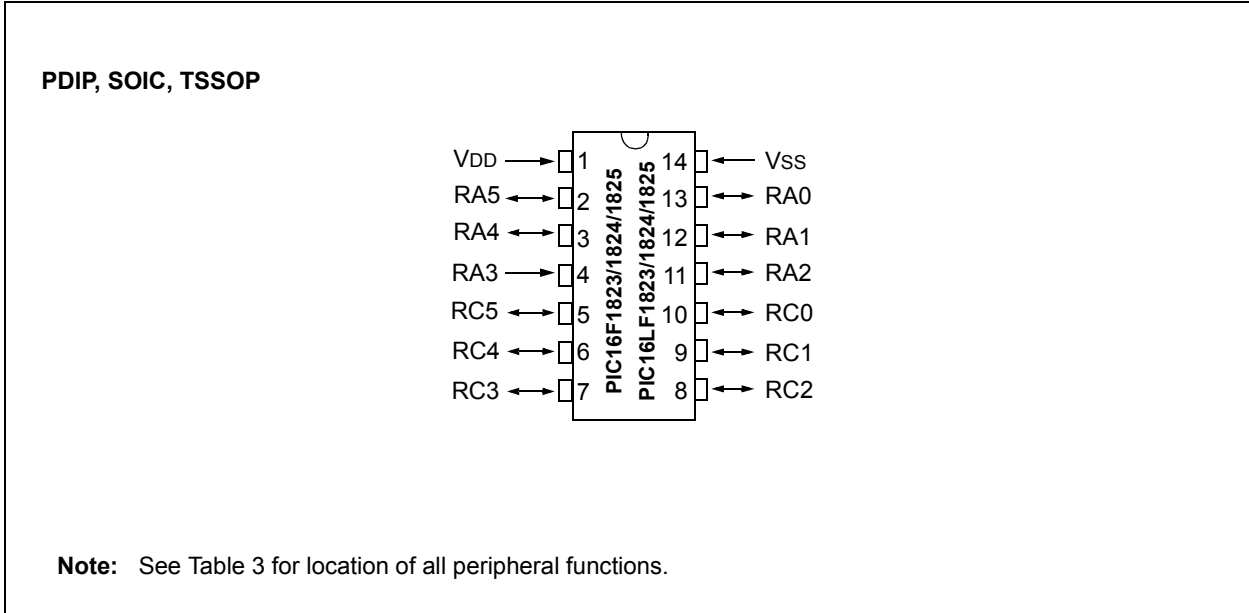 PDIP, SOIC, TSSOP
VDD 1 14 VSS
RA5 2 13 RA0
RA4 3 12 RA1
RA3 4 11 RA2
RC5 5 10 RC0
RC4 6 9 RC1
RC3 7 8 RC2
PIC16F1823/1824/1825
PIC16LF1823/1824/1825
Note: See Table 3 for location of all peripheral functions.